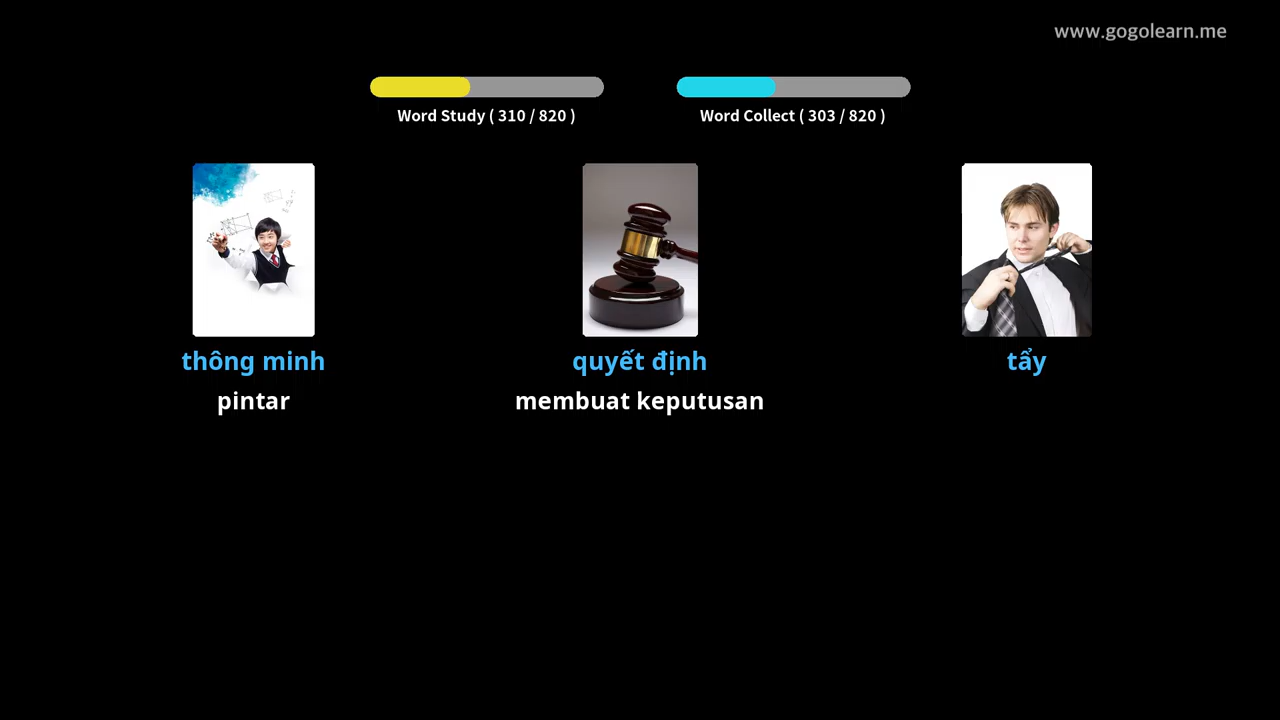 www.gogolearn.me
Word Study ( 310 / 820 )
Word Collect ( 303 / 820 )
thông minh
quyết định
tẩy
pintar
membuat keputusan